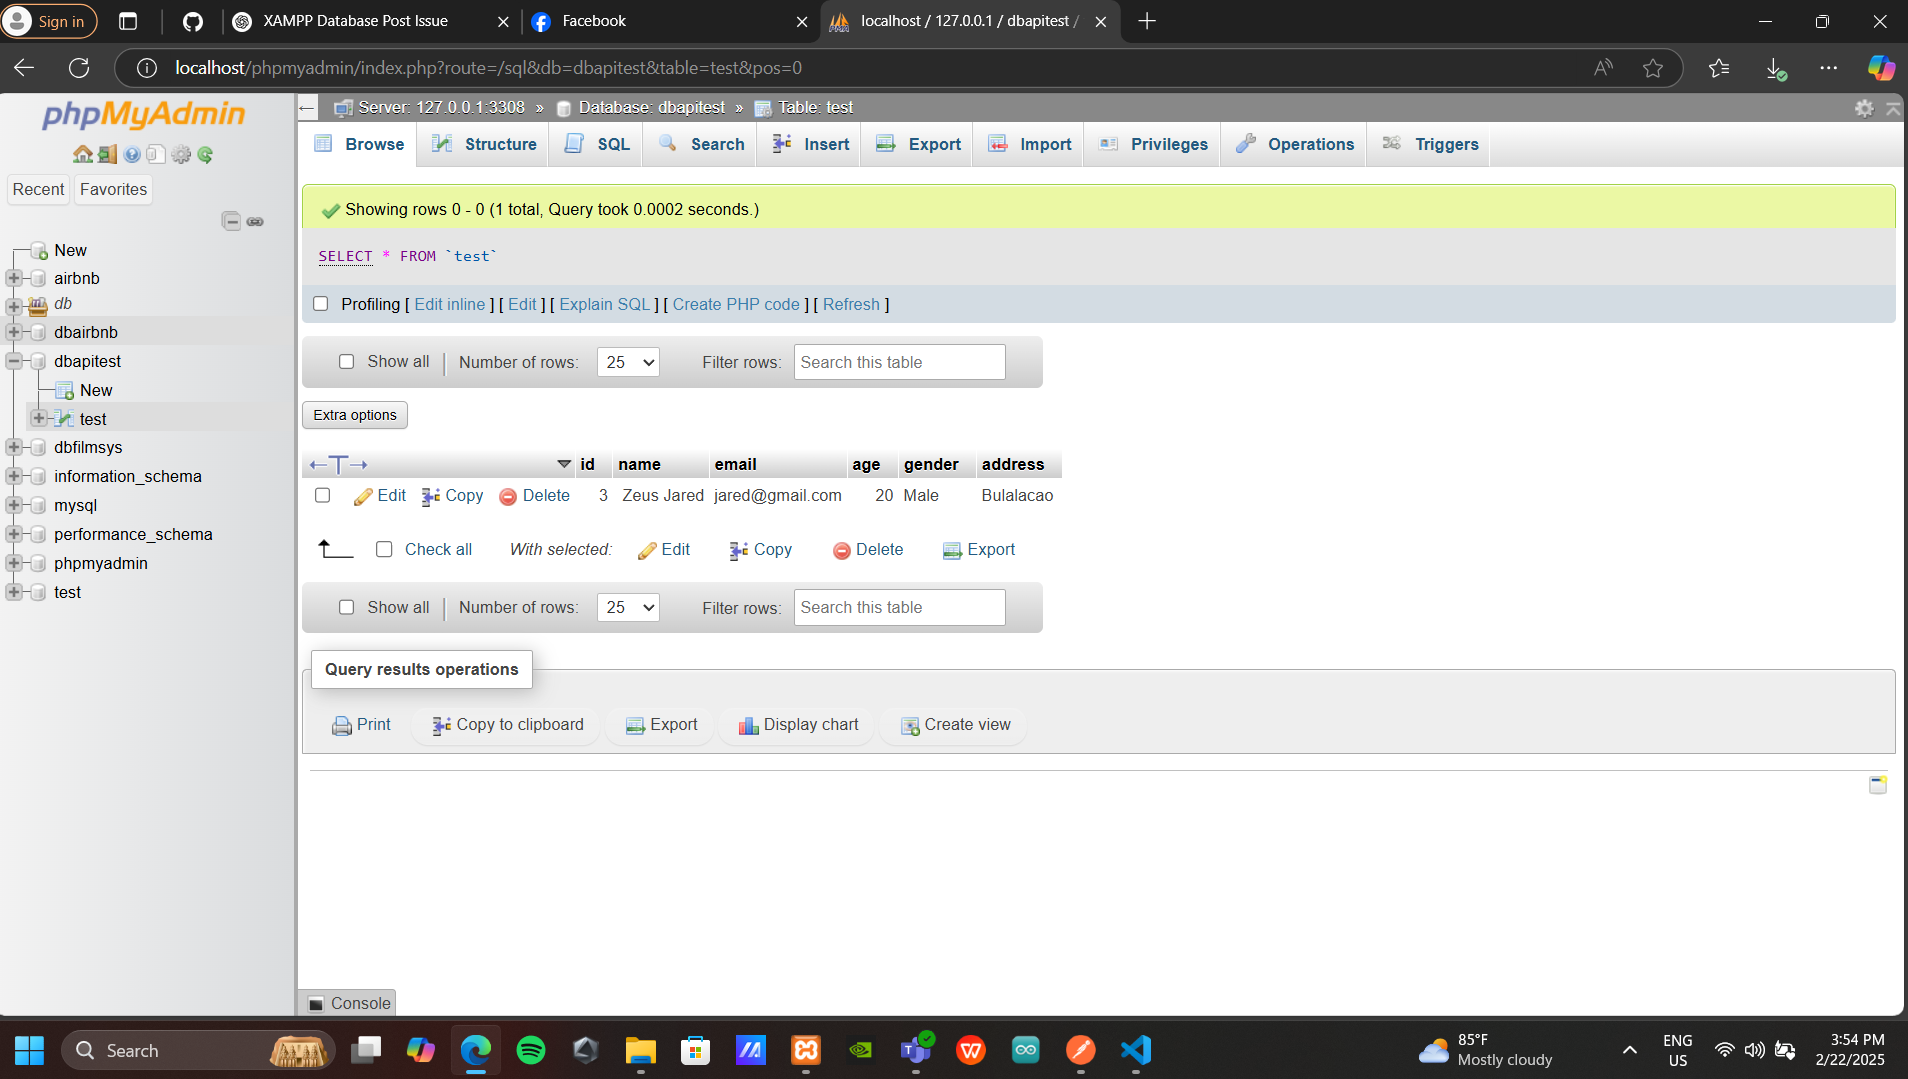 Sign in
XAMPP Database Post Issue
Facebook
localhost / 127.0.0.1 / dbapitest /
localhost/phpmyadmin/index.php?route=/sql&db=dbapitest&table=test&pos=0
phpMyAdmin
Recent Favorites
New
airbnb
db
dbairbnb
dbapitest
New
test
dbfilmsys
information_schema
mysql
performance_schema
phpmyadmin
test
Server: 127.0.0.1:3308 » Database: dbapitest » Table: test
Browse Structure SQL Search Insert Export Import Privileges Operations Triggers
Showing rows 0 - 0 (1 total, Query took 0.0002 seconds.)
SELECT * FROM `test`
Profiling [ Edit inline ] [ Edit ] [ Explain SQL ] [ Create PHP code ] [ Refresh ]
Show all Number of rows: 25 Filter rows: Search this table
Extra options
id name email age gender address
Edit Copy Delete 3 Zeus Jared jared@gmail.com 20 Male Bulalacao
Check all With selected: Edit Copy Delete Export
Show all Number of rows: 25 Filter rows: Search this table
Query results operations
Print Copy to clipboard Export Display chart Create view
Console
Search
85°F
Mostly cloudy
ENG
US
3:54 PM
2/22/2025